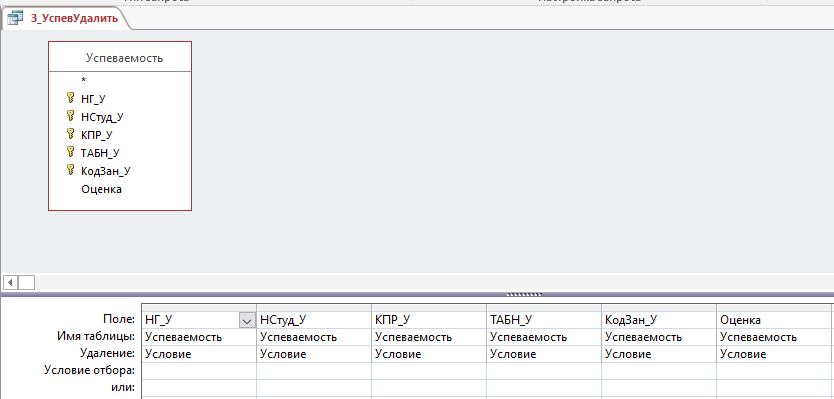 3_УспевУдалить
Успеваемость
*
НГ_У
НСтуд_У
КПР_У
ТАБН_У
КодЗан_У
Оценка
Поле: НГ_У НСтуд_У КПР_У ТАБН_У КодЗан_У Оценка
Имя таблицы: Успеваемость Успеваемость Успеваемость Успеваемость Успеваемость Успеваемость
Удаление: Условие Условие Условие Условие Условие Условие
Условие отбора:
или: